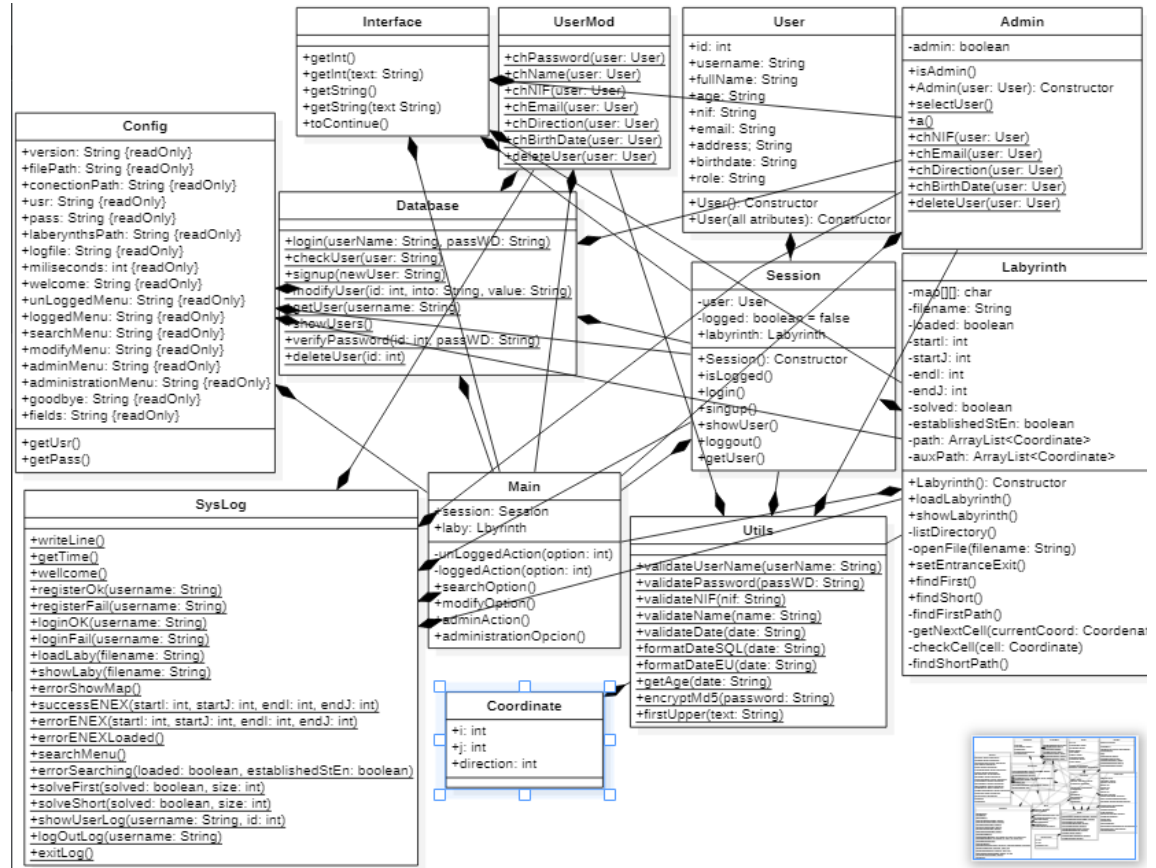 Interface
+getInt()
+getInt(text: String)
+getString()
+getString(text String)
+toContinue()
UserMod
+chPassword(user: User)
+chName(user: User)
+chNIF(user: User)
+chEmail(user: User)
+chDirection(user: User)
+chBirthDate(user: User)
+deleteUser(user: User)
User
+id: int
+username: String
+fullName: String
+age: String
+nif: String
+email: String
+address; String
+birthdate: String
+role: String
+User(): Constructor
+User(all atributes): Constructor
Admin
-admin: boolean
+isAdmin()
+Admin(user: User): Constructor
+selectUser()
+a()
+chNIF(user: User)
+chEmail(user: User)
+chDirection(user: User)
+chBirthDate(user: User)
+deleteUser(user: User)
Config
+version: String {readOnly}
+filePath: String {readOnly}
+conectionPath: String {readOnly}
+usr: String {readOnly}
+pass: String {readOnly}
+laberynthsPath: String {readOnly}
+logfile: String {readOnly}
+miliseconds: int {readOnly}
+welcome: String {readOnly}
+unLoggedMenu: String {readOnly}
+loggedMenu: String {readOnly}
+searchMenu: String {readOnly}
+modifyMenu: String {readOnly}
+adminMenu: String {readOnly}
+administrationMenu: String {readOnly}
+goodbye: String {readOnly}
+fields: String {readOnly}
+getUsr()
+getPass()
Database
+login(userName: String, passWD: String)
+checkUser(user: String)
+signup(newUser: String)
+modifyUser(id: int, into: String, value: String)
+getUser(username: String)
+showUsers()
+verifyPassword(id: int, passWD: String)
+deleteUser(id: int)
Session
-user: User
-logged: boolean = false
+labyrinth: Labyrinth
+Session(): Constructor
+isLogged()
+login()
+singup()
+showUser()
+loggout()
+getUser()
Labyrinth
-map[][]: char
-filename: String
-loaded: boolean
-startI: int
-startJ: int
-endI: int
-endJ: int
-solved: boolean
-establishedStEn: boolean
-path: ArrayList<Coordinate>
-auxPath: ArrayList<Coordinate>
+Labyrinth(): Constructor
+loadLabyrinth()
+showLabyrinth()
-listDirectory()
-openFile(filename: String)
+setEntranceExit()
+findFirst()
+findShort()
-findFirstPath()
-getNextCell(currentCoord: Coordenat
-checkCell(cell: Coordinate)
-findShortPath()
SysLog
+writeLine()
+getTime()
+wellcome()
+registerOk(username: String)
+registerFail(username: String)
+loginOK(username: String)
+loginFail(username: String)
+loadLaby(filename: String)
+showLaby(filename: String)
+errorShowMap()
+successENEX(startI: int, startJ: int, endI: int, endJ: int)
+errorENEX(startI: int, startJ: int, endI: int, endJ: int)
+errorENEXLoaded()
+searchMenu()
+errorSearching(loaded: boolean, establishedStEn: boolean)
+solveFirst(solved: boolean, size: int)
+solveShort(solved: boolean, size: int)
+showUserLog(username: String, id: int)
+logOutLog(username: String)
+exitLog()
Main
+session: Session
+laby: Lbyrinth
-unLoggedAction(option: int)
-loggedAction(option: int)
+searchOption()
+modifyOption()
+adminAction()
+administrationOpcion()
Utils
+validateUserName(userName: String)
+validatePassword(passWD: String)
+validateNIF(nif: String)
+validateName(name: String)
+validateDate(date: String)
+formatDateSQL(date: String)
+formatDateEU(date: String)
+getAge(date: String)
+encryptMd5(password: String)
+firstUpper(text: String)
Coordinate
+i: int
+j: int
+direction: int